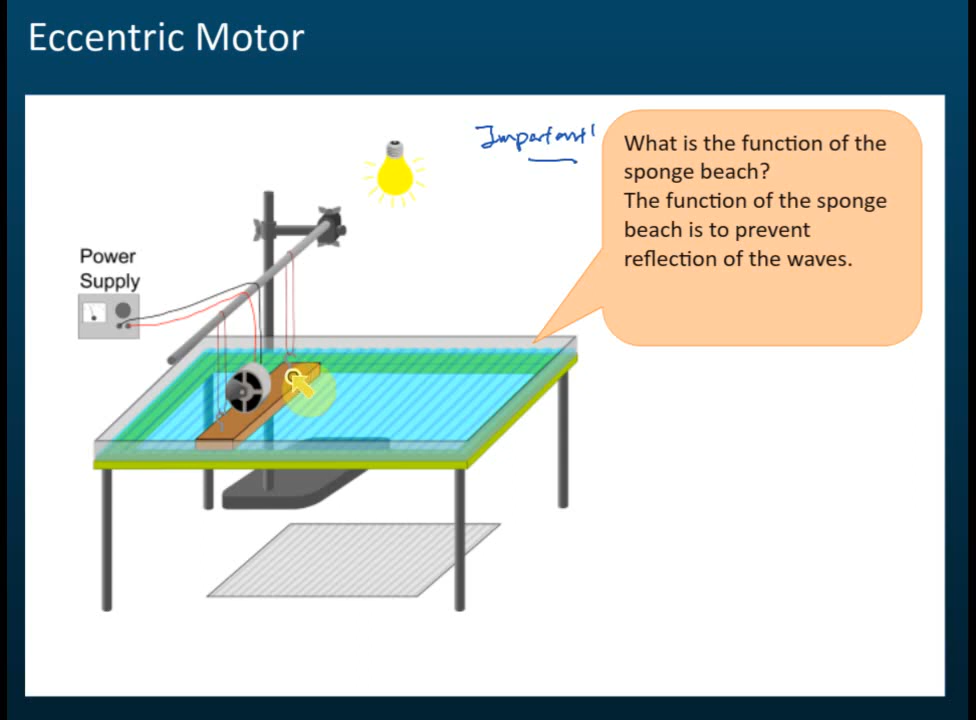 Eccentric Motor
Important!
What is the function of the
sponge beach?
The function of the sponge
beach is to prevent
reflection of the waves.
Power
Supply